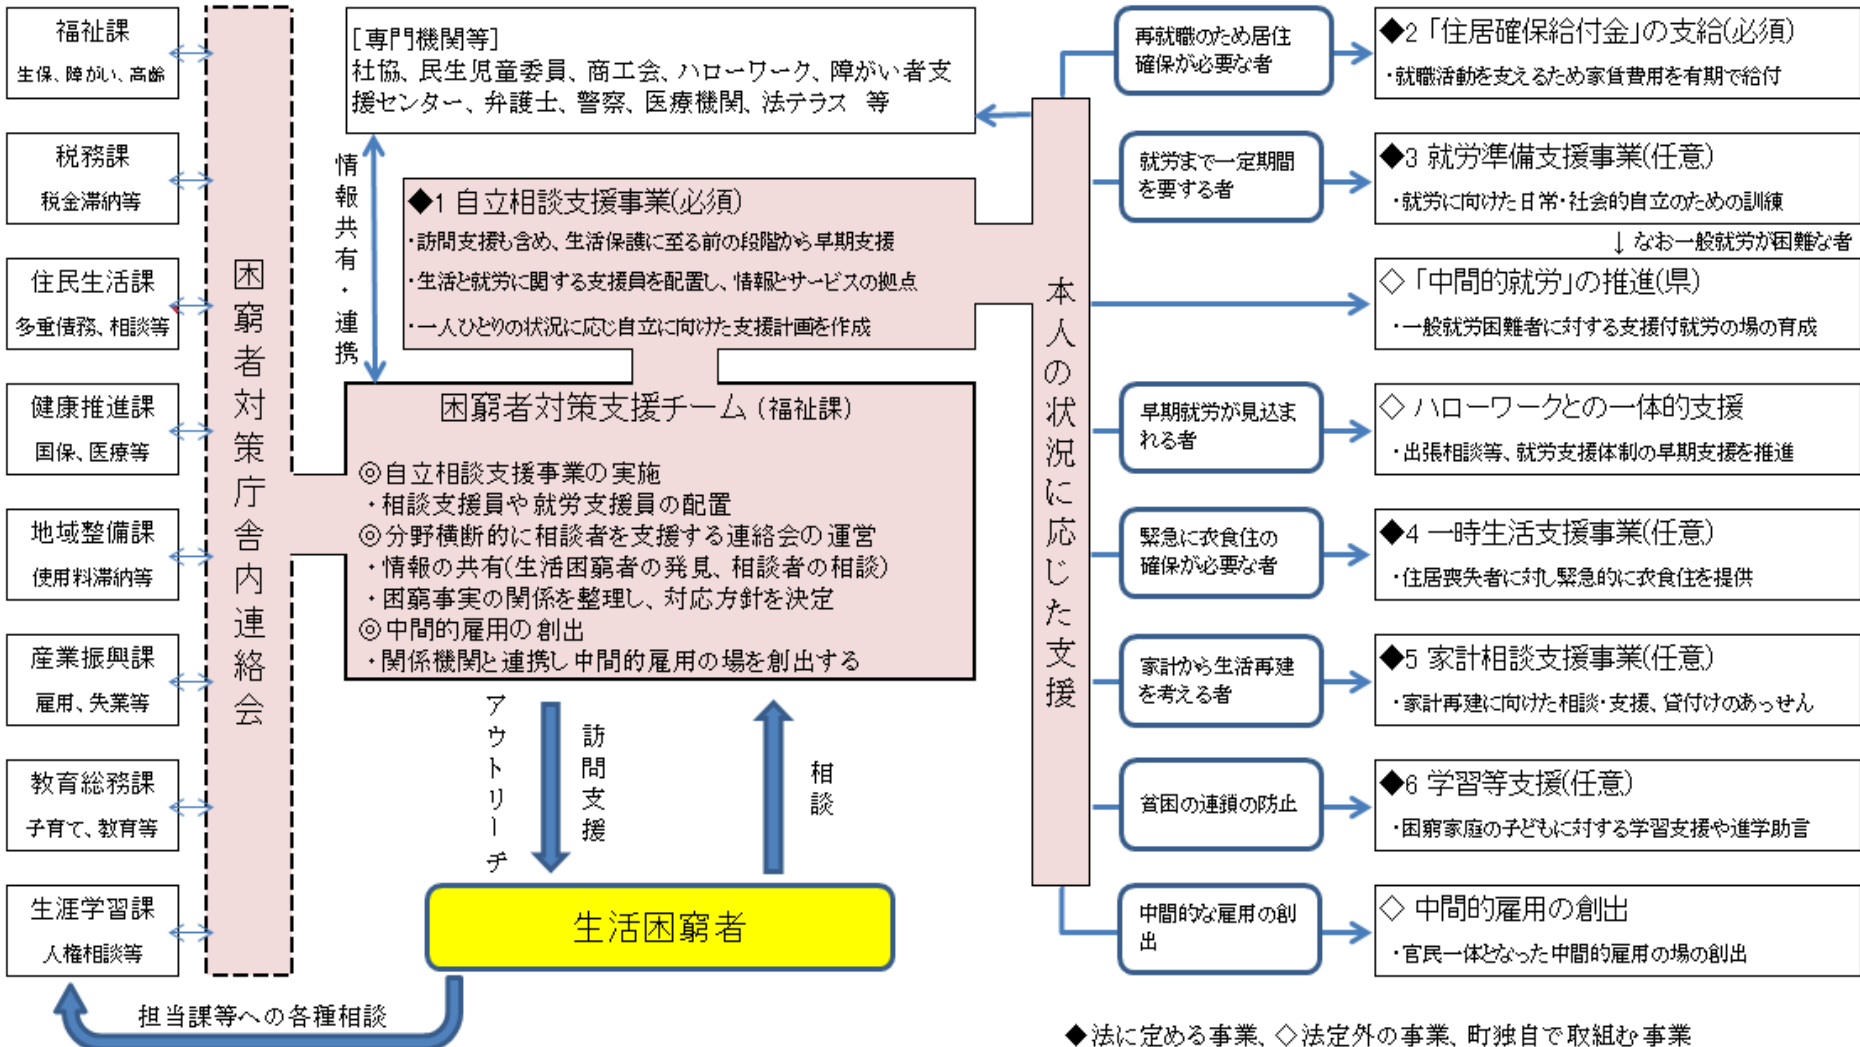 福祉課
生保、障がい、高齢
税務課
税金滞納等
住民生活課
多重債務、相談等
健康推進課
国保、医療等
地域整備課
使用料滞納等
産業振興課
雇用、失業等
教育総務課
子育て、教育等
生涯学習課
人権相談等
困窮者対策庁舎内連絡会
[専門機関等]
社協、民生児童委員、商工会、ハローワーク、障がい者支
援センター、弁護士、警察、医療機関、法テラス 等
情報共有・連携
◆1 自立相談支援事業(必須)
・訪問支援も含め、生活保護に至る前の段階から早期支援
・生活と就労に関する支援員を配置し、情報とサービスの拠点
・一人ひとりの状況に応じ自立に向けた支援計画を作成
困窮者対策支援チーム(福祉課)
◎自立相談支援事業の実施
・相談支援員や就労支援員の配置
◎分野横断的に相談者を支援する連絡会の運営
・情報の共有(生活困窮者の発見、相談者の相談)
・困窮事実の関係を整理し、対応方針を決定
◎中間的雇用の創出
・関係機関と連携し中間的雇用の場を創出する
アウトリーチ
訪問支援
相談
生活困窮者
担当課等への各種相談
本人の状況に応じた支援
再就職のため居住
確保が必要な者
◆2「住居確保給付金」の支給(必須)
・就職活動を支えるため家賃費用を有期で給付
就労まで一定期間
を要する者
◆3 就労準備支援事業(任意)
・就労に向けた日常・社会的自立のための訓練
↓ なお一般就労が困難な者
◇「中間的就労」の推進(県)
・一般就労困難者に対する支援付就労の場の育成
早期就労が見込ま
れる者
◇ ハローワークとの一体的支援
・出張相談等、就労支援体制の早期支援を推進
緊急に衣食住の
確保が必要な者
◆4 一時生活支援事業(任意)
・住居喪失者に対し緊急的に衣食住を提供
家計から生活再建
を考える者
◆5 家計相談支援事業(任意)
・家計再建に向けた相談・支援、貸付けのあっせん
貧困の連鎖の防止
◆6 学習等支援(任意)
・困窮家庭の子どもに対する学習支援や進学助言
中間的な雇用の創
出
◇ 中間的雇用の創出
・官民一体となった中間的雇用の場の創出
◆法に定める事業、◇法定外の事業、町独自で取組む事業